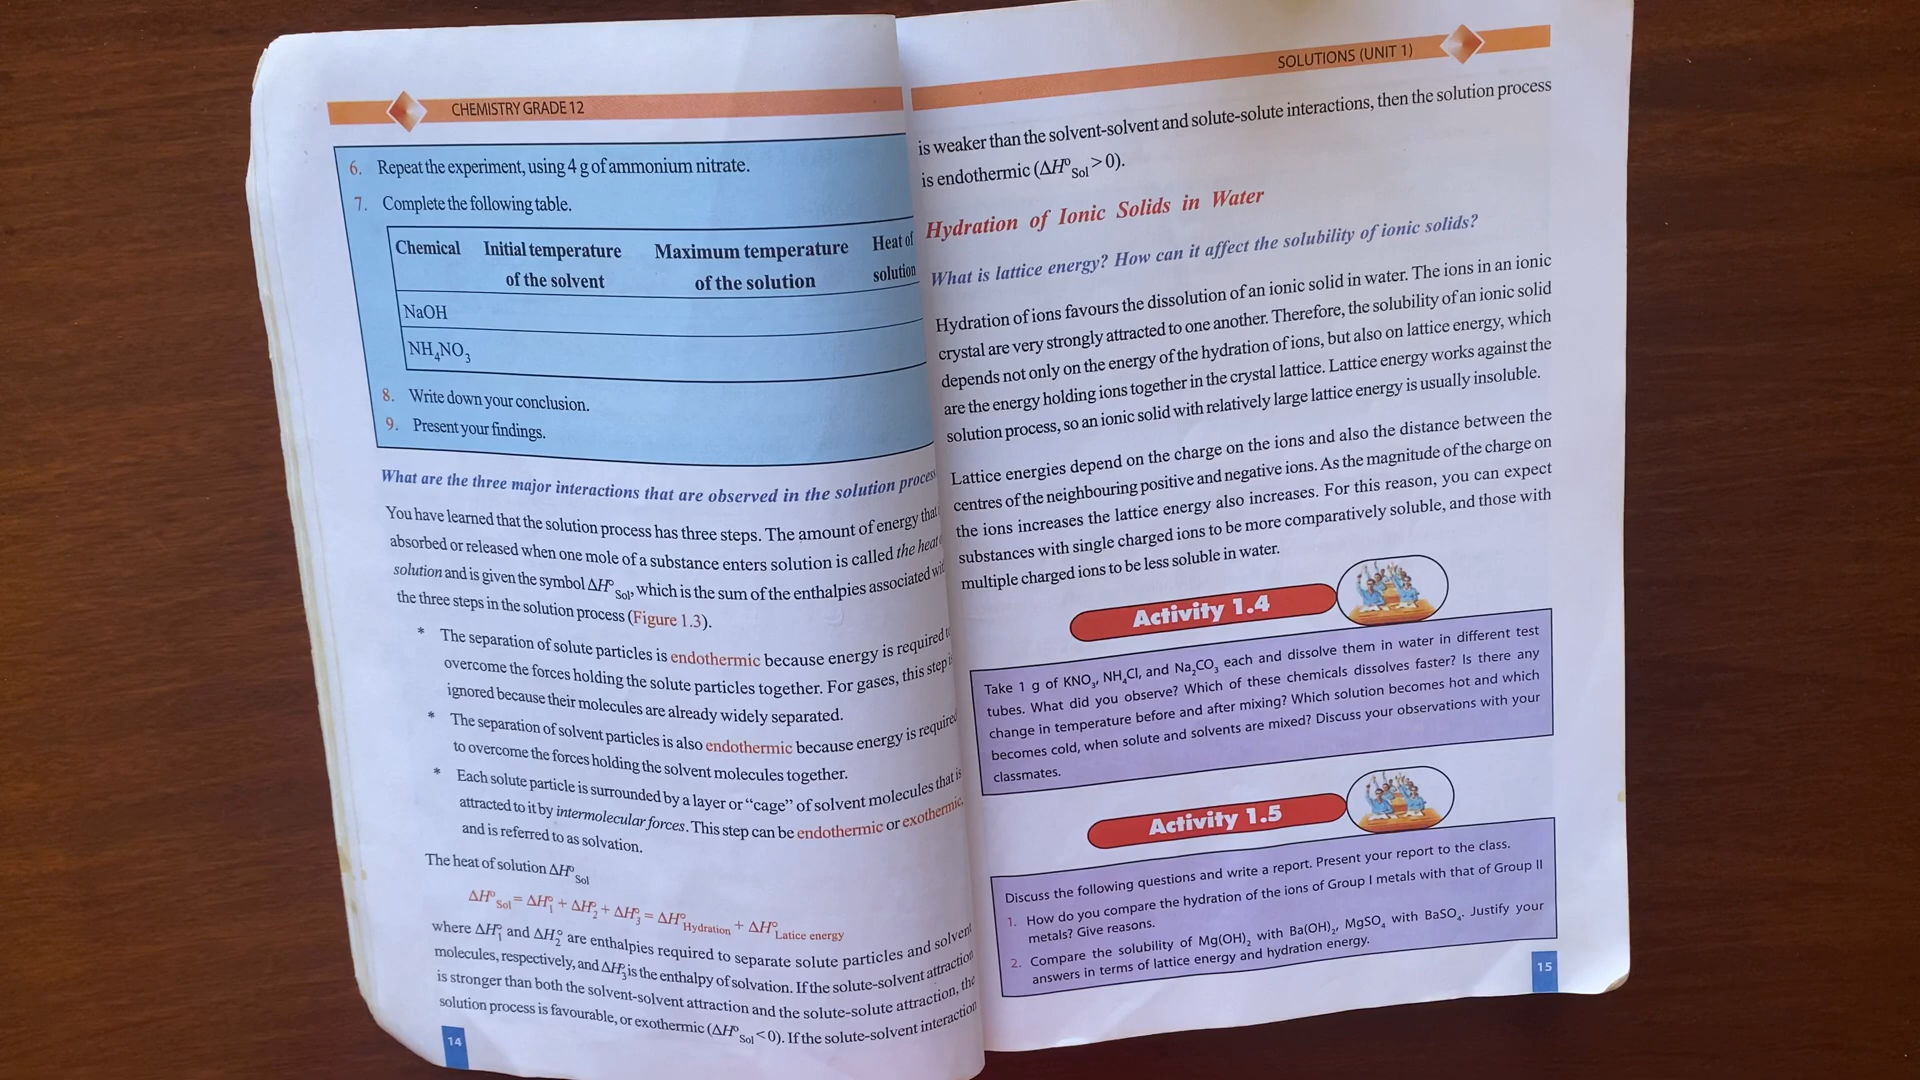 CHEMISTRY GRADE 12
6. Repeat the experiment, using 4 g of ammonium nitrate.
7. Complete the following table.
Chemical Initial temperature of the solvent Maximum temperature of the solution Heat of solution
NaOH
NH₄NO₃
8. Write down your conclusion.
9. Present your findings.
What are the three major interactions that are observed in the solution process
You have learned that the solution process has three steps. The amount of energy that
absorbed or released when one mole of a substance enters solution is called the heat
solution and is given the symbol ΔH°Sol, which is the sum of the enthalpies associated
the three steps in the solution process (Figure 1.3).
* The separation of solute particles is endothermic because energy is required
overcome the forces holding the solute particles together. For gases, this step
ignored because their molecules are already widely separated.
* The separation of solvent particles is also endothermic because energy is required
to overcome the forces holding the solvent molecules together.
* Each solute particle is surrounded by a layer or “cage” of solvent molecules that is
attracted to it by intermolecular forces. This step can be endothermic or exothermic,
and is referred to as solvation.
The heat of solution ΔH°Sol
ΔH°Sol = ΔH°₁ + ΔH°₂ + ΔH°₃ = ΔH°Hydration + ΔH°Latice energy
where ΔH°₁ and ΔH°₂ are enthalpies required to separate solute particles and solvent
molecules, respectively, and ΔH°₃ is the enthalpy of solvation. If the solute-solvent attraction
is stronger than both the solvent-solvent attraction and the solute-solute attraction, the
solution process is favourable, or exothermic (ΔH°Sol < 0). If the solute-solvent interaction
14
SOLUTIONS (UNIT 1)
is weaker than the solvent-solvent and solute-solute interactions, then the solution process
is endothermic (ΔH°Sol > 0).
Hydration of Ionic Solids in Water
What is lattice energy? How can it affect the solubility of ionic solids?
Hydration of ions favours the dissolution of an ionic solid in water. The ions in an ionic
crystal are very strongly attracted to one another. Therefore, the solubility of an ionic solid
depends not only on the energy of the hydration of ions, but also on lattice energy, which
are the energy holding ions together in the crystal lattice. Lattice energy works against the
solution process, so an ionic solid with relatively large lattice energy is usually insoluble.
Lattice energies depend on the charge on the ions and also the distance between the
centres of the neighbouring positive and negative ions. As the magnitude of the charge on
the ions increases the lattice energy also increases. For this reason, you can expect
substances with single charged ions to be more comparatively soluble, and those with
multiple charged ions to be less soluble in water.
Activity 1.4
Take 1 g of KNO₃, NH₄Cl, and Na₂CO₃ each and dissolve them in water in different test
tubes. What did you observe? Which of these chemicals dissolves faster? Is there any
change in temperature before and after mixing? Which solution becomes hot and which
becomes cold, when solute and solvents are mixed? Discuss your observations with your
classmates.
Activity 1.5
Discuss the following questions and write a report. Present your report to the class.
1. How do you compare the hydration of the ions of Group I metals with that of Group II
metals? Give reasons.
2. Compare the solubility of Mg(OH)₂ with Ba(OH)₂, MgSO₄ with BaSO₄. Justify your
answers in terms of lattice energy and hydration energy.
15